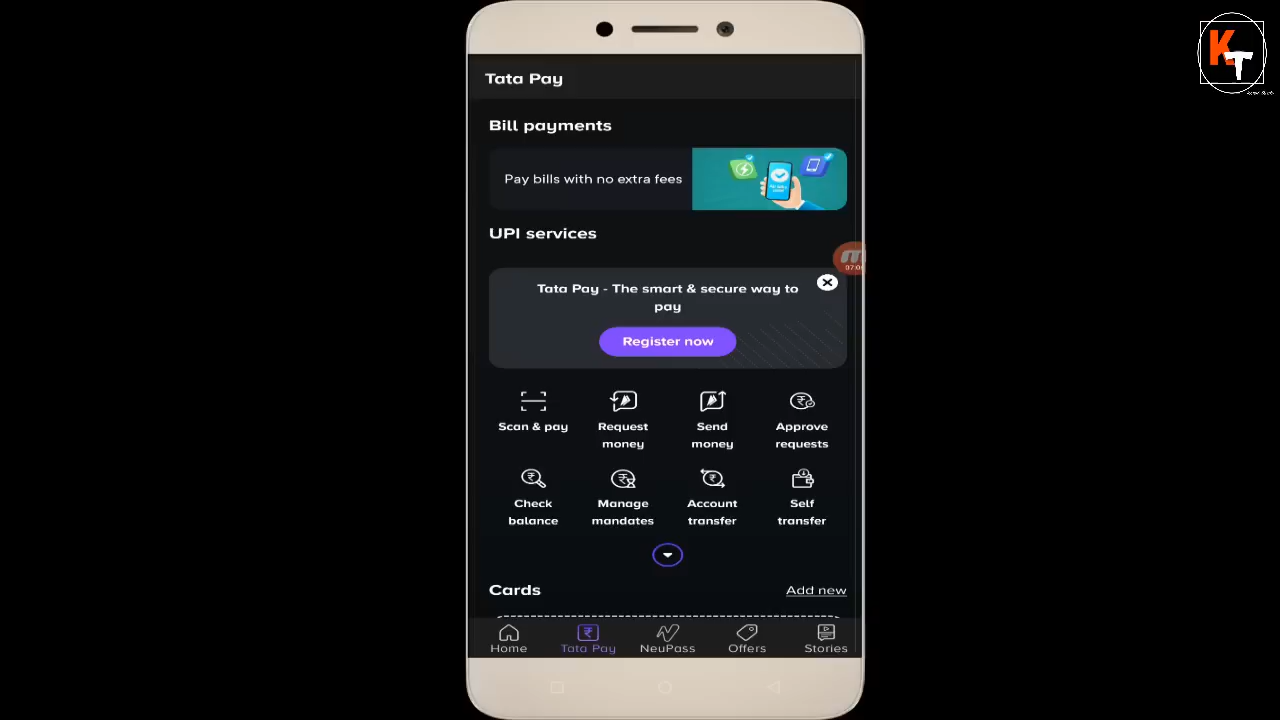 KT
Tata Pay
Bill payments
Pay bills with no extra fees
UPI services
Tata Pay - The smart & secure way to
pay
Register now
Scan & pay
Request
money
Send
money
Approve
requests
Check
balance
Manage
mandates
Account
transfer
Self
transfer
Cards
Add new
Home
Tata Pay
NeuPass
Offers
Stories